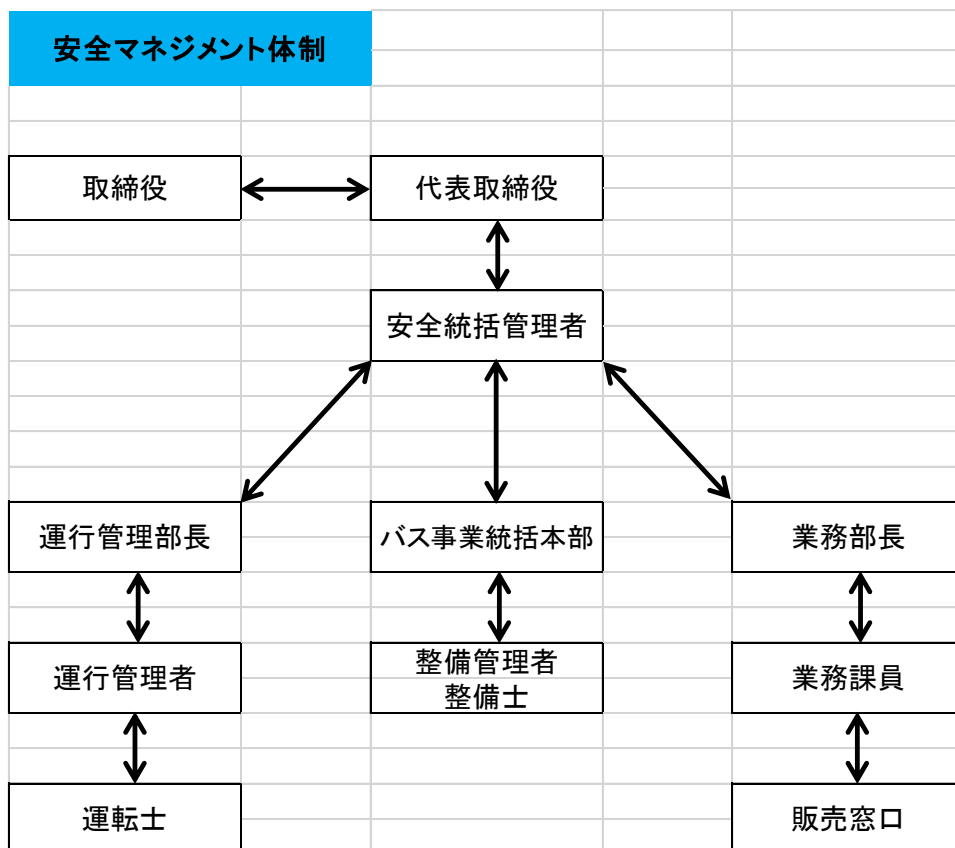 安全マネジメント体制
取締役
代表取締役
安全統括管理者
運行管理部長
バス事業統括本部
業務部長
運行管理者
整備管理者
整備士
業務課員
運転士
販売窓口